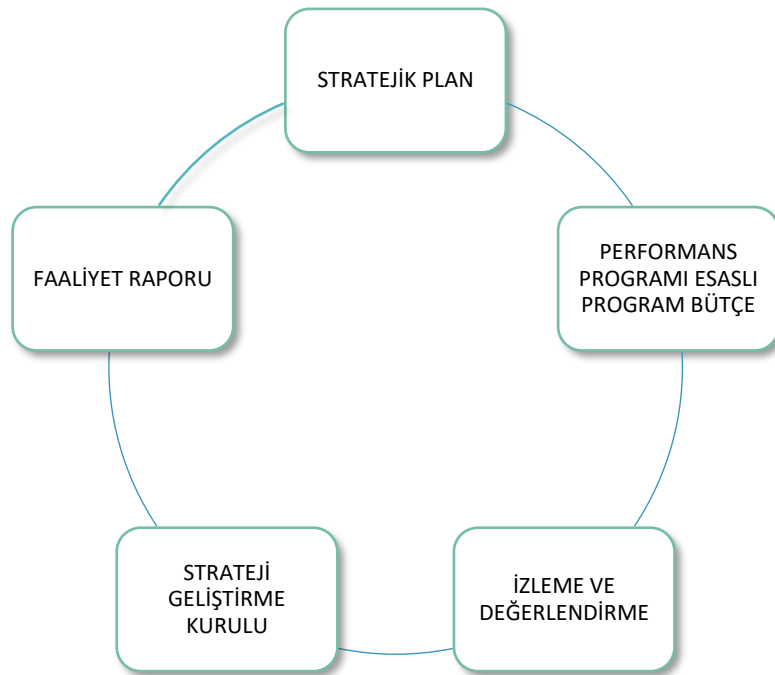 STRATEJİK PLAN
PERFORMANS
PROGRAMI ESASLI
PROGRAM BÜTÇE
İZLEME VE
DEĞERLENDİRME
STRATEJİ
GELİŞTİRME
KURULU
FAALİYET RAPORU